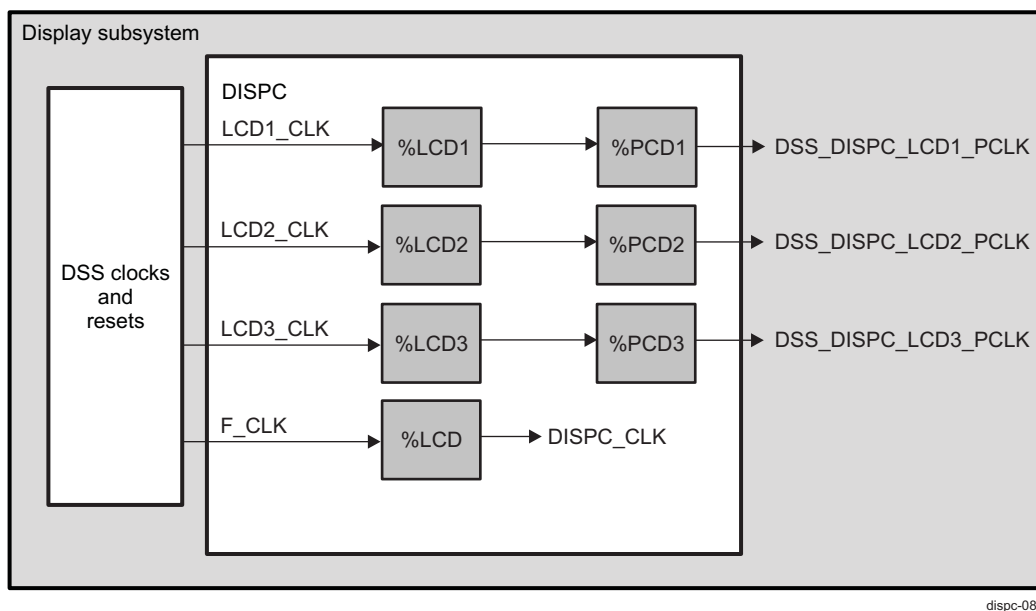 Display subsystem
DISPC
LCD1_CLK
%LCD1
%PCD1
DSS_DISPC_LCD1_PCLK
LCD2_CLK
%LCD2
%PCD2
DSS_DISPC_LCD2_PCLK
DSS clocks
and
resets
LCD3_CLK
%LCD3
%PCD3
DSS_DISPC_LCD3_PCLK
F_CLK
%LCD
DISPC_CLK
dispc-08